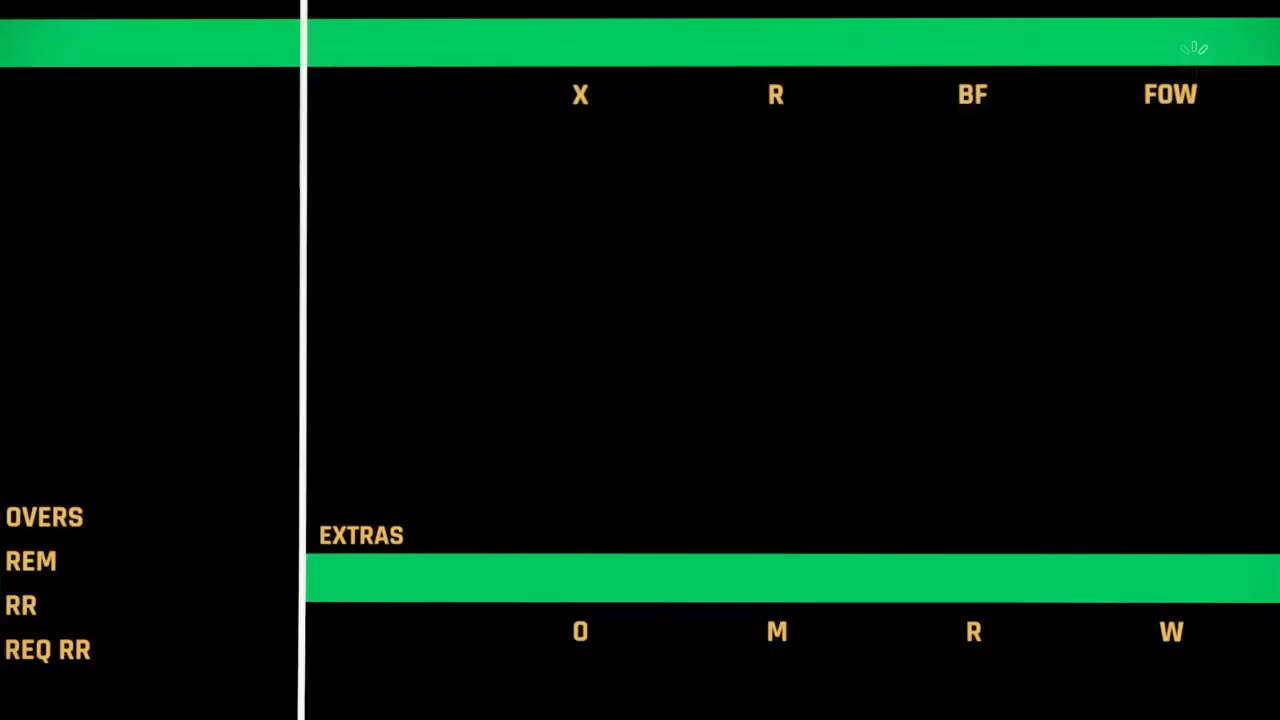 X R BF FOW
OVERS
REM
RR
REQ RR
EXTRAS
O M R W